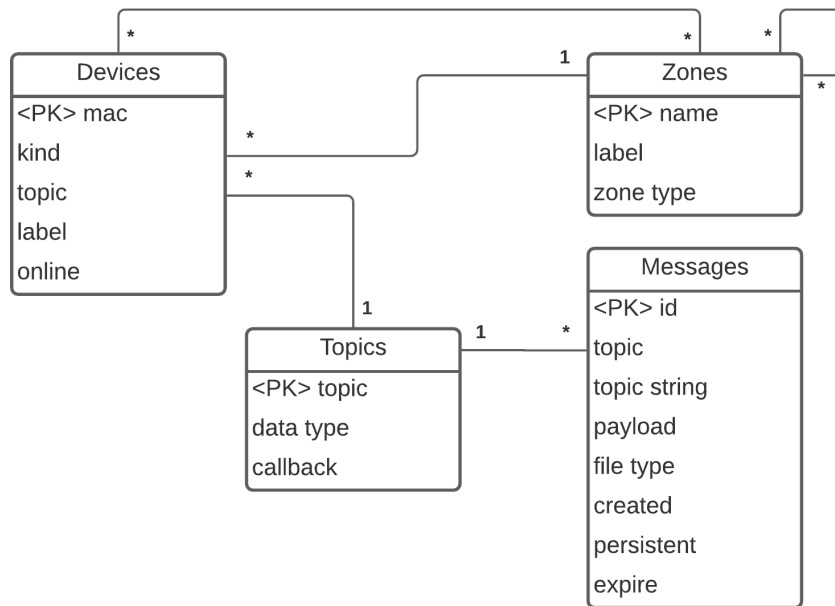 *
*
*
1
*
Devices
<PK> mac
kind
topic
label
online
*
*
Zones
<PK> name
label
zone type
1
Topics
<PK> topic
data type
callback
1
*
Messages
<PK> id
topic
topic string
payload
file type
created
persistent
expire